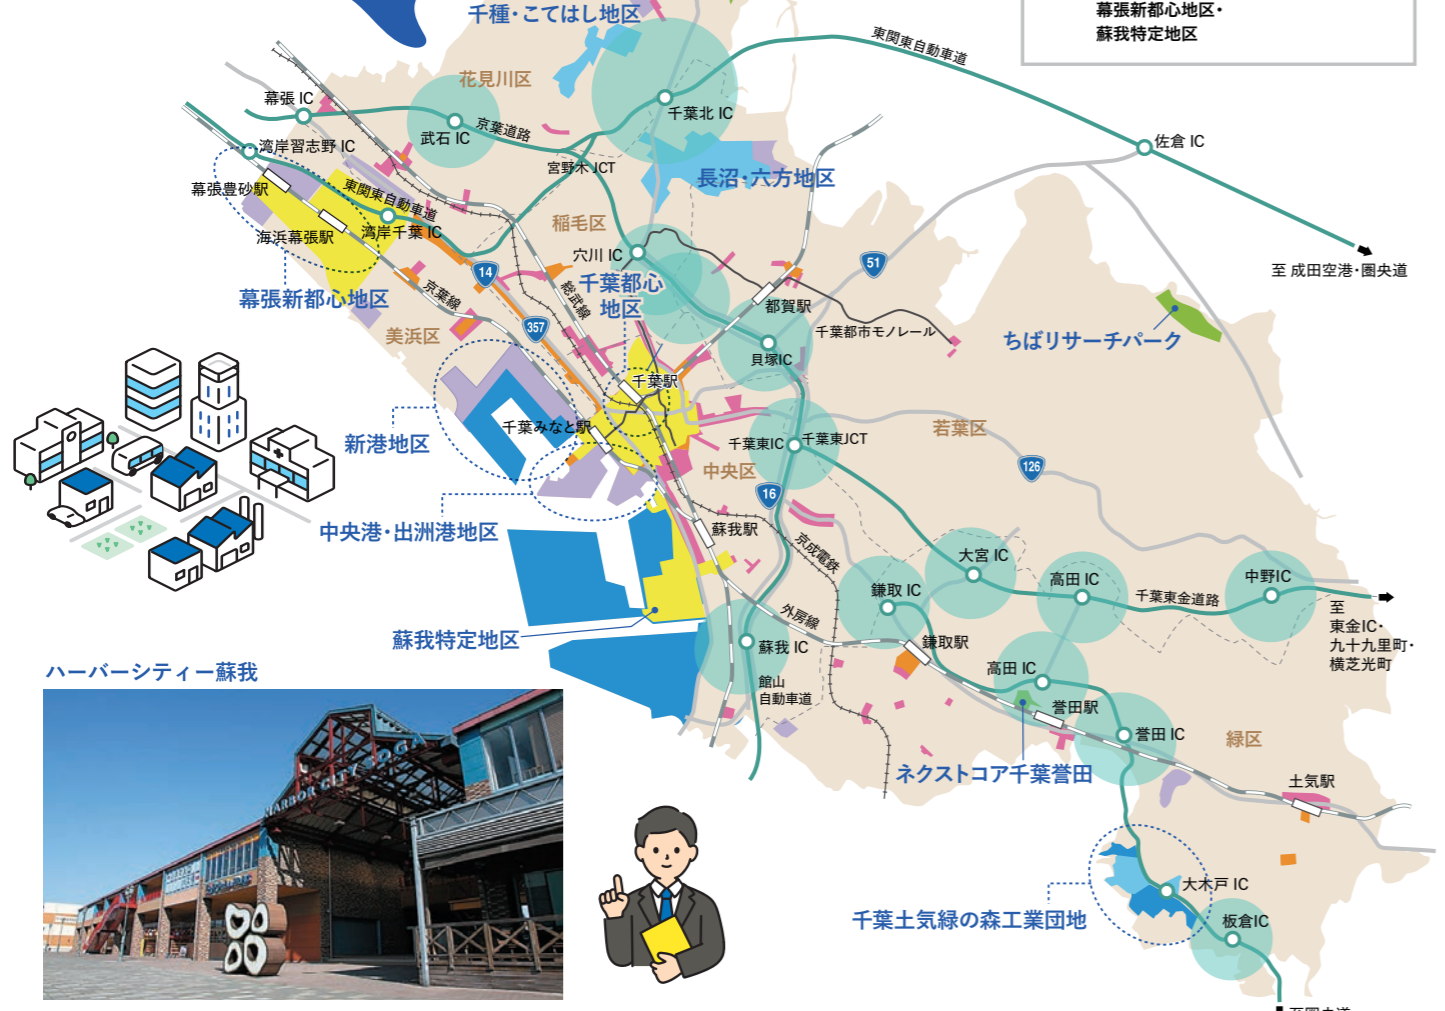 千種・こてはし地区
幕張新都心地区・
蘇我特定地区
東関東自動車道
花見川区
幕張 IC
武石 IC
京葉道路
千葉北 IC
佐倉 IC
湾岸習志野 IC
宮野木 JCT
長沼・六方地区
幕張豊砂駅
東関東自動車道
海浜幕張駅
湾岸千葉 IC
稲毛区
穴川 IC
51
至 成田空港・圏央道
14
千葉都心
地区
幕張新都心地区
京葉線
総武線
都賀駅
千葉都市モノレール
ちばリサーチパーク
美浜区
357
貝塚IC
千葉駅
新港地区
千葉みなと駅
千葉東IC
千葉東JCT
若葉区
中央区
126
16
中央港・出洲港地区
蘇我駅
京成電鉄
大宮 IC
鎌取 IC
高田 IC
千葉東金道路
中野IC
至
東金IC・
九十九里町・
横芝光町
外房線
蘇我特定地区
蘇我 IC
鎌取駅
館山
自動車道
高田 IC
誉田駅
誉田 IC
緑区
ネクストコア千葉誉田
土気駅
ハーバーシティー蘇我
HARBOR CITY SOGA
大木戸 IC
千葉土気緑の森工業団地
板倉IC